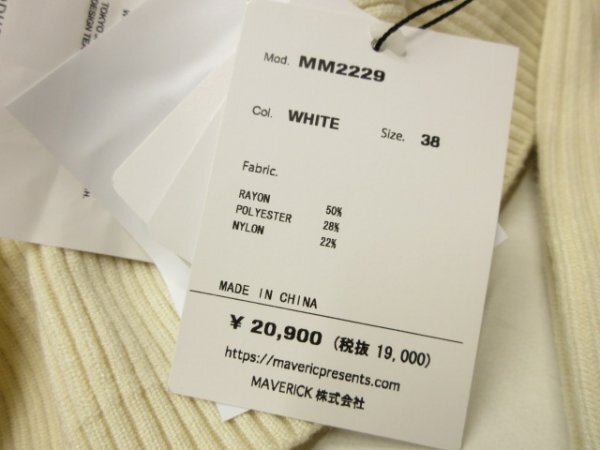 TOKYO
DESIGN TEA
Mod. MM2229
Col. WHITE Size. 38
Fabric.
RAYON 50%
POLYESTER 28%
NYLON 22%
MADE IN CHINA
¥ 20,900 (税抜 19,000)
https://mavericpresents.com
MAVERICK 株式会社